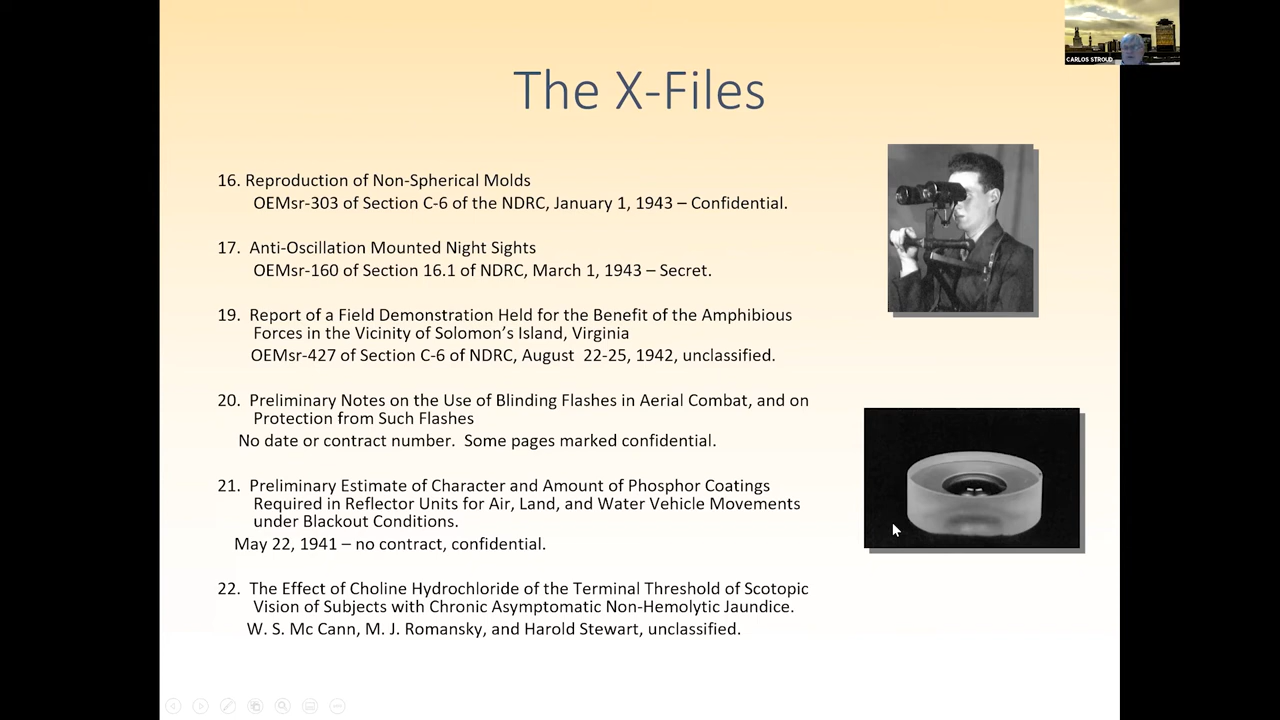 CARLOS STROUD
The X-Files
16. Reproduction of Non-Spherical Molds
OEMsr-303 of Section C-6 of the NDRC, January 1, 1943 – Confidential.
17. Anti-Oscillation Mounted Night Sights
OEMsr-160 of Section 16.1 of NDRC, March 1, 1943 – Secret.
19. Report of a Field Demonstration Held for the Benefit of the Amphibious
Forces in the Vicinity of Solomon's Island, Virginia
OEMsr-427 of Section C-6 of NDRC, August 22-25, 1942, unclassified.
20. Preliminary Notes on the Use of Blinding Flashes in Aerial Combat, and on
Protection from Such Flashes
No date or contract number. Some pages marked confidential.
21. Preliminary Estimate of Character and Amount of Phosphor Coatings
Required in Reflector Units for Air, Land, and Water Vehicle Movements
under Blackout Conditions.
May 22, 1941 – no contract, confidential.
22. The Effect of Choline Hydrochloride of the Terminal Threshold of Scotopic
Vision of Subjects with Chronic Asymptomatic Non-Hemolytic Jaundice.
W. S. Mc Cann, M. J. Romansky, and Harold Stewart, unclassified.